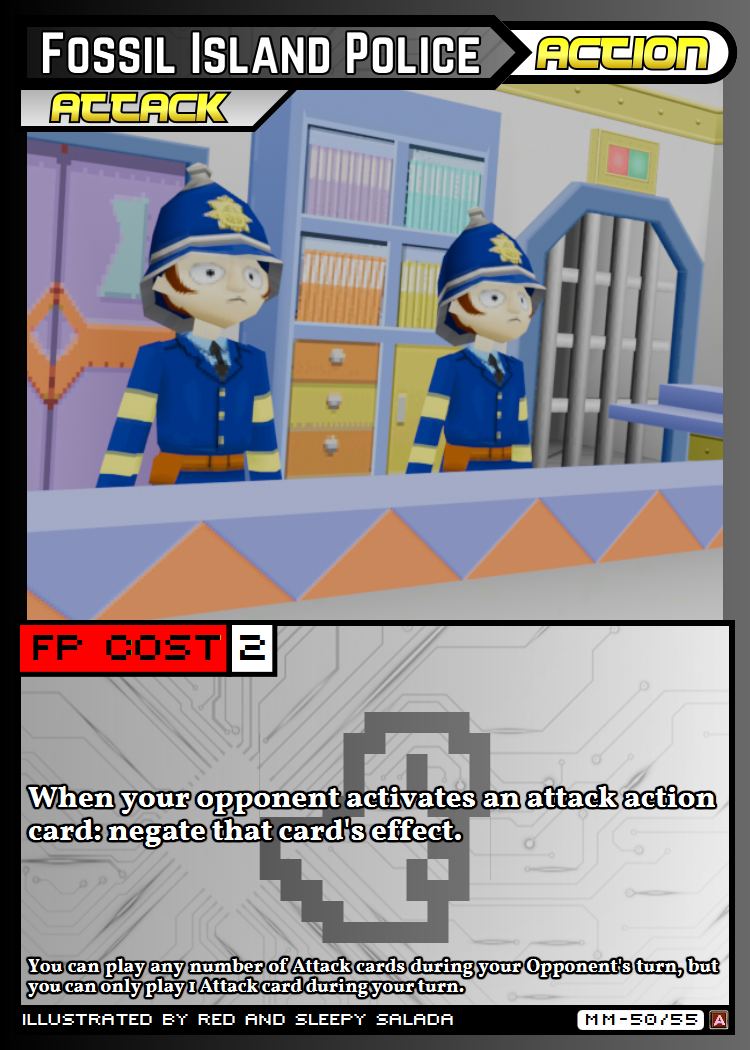 Fossil Island Police
ACTION
ATTACK
FP COST 2
When your opponent activates an attack action
card: negate that card's effect.
You can play any number of Attack cards during your Opponent's turn, but
you can only play 1 Attack card during your turn.
ILLUSTRATED BY RED AND SLEEPY SALADA
MM-50/55 A